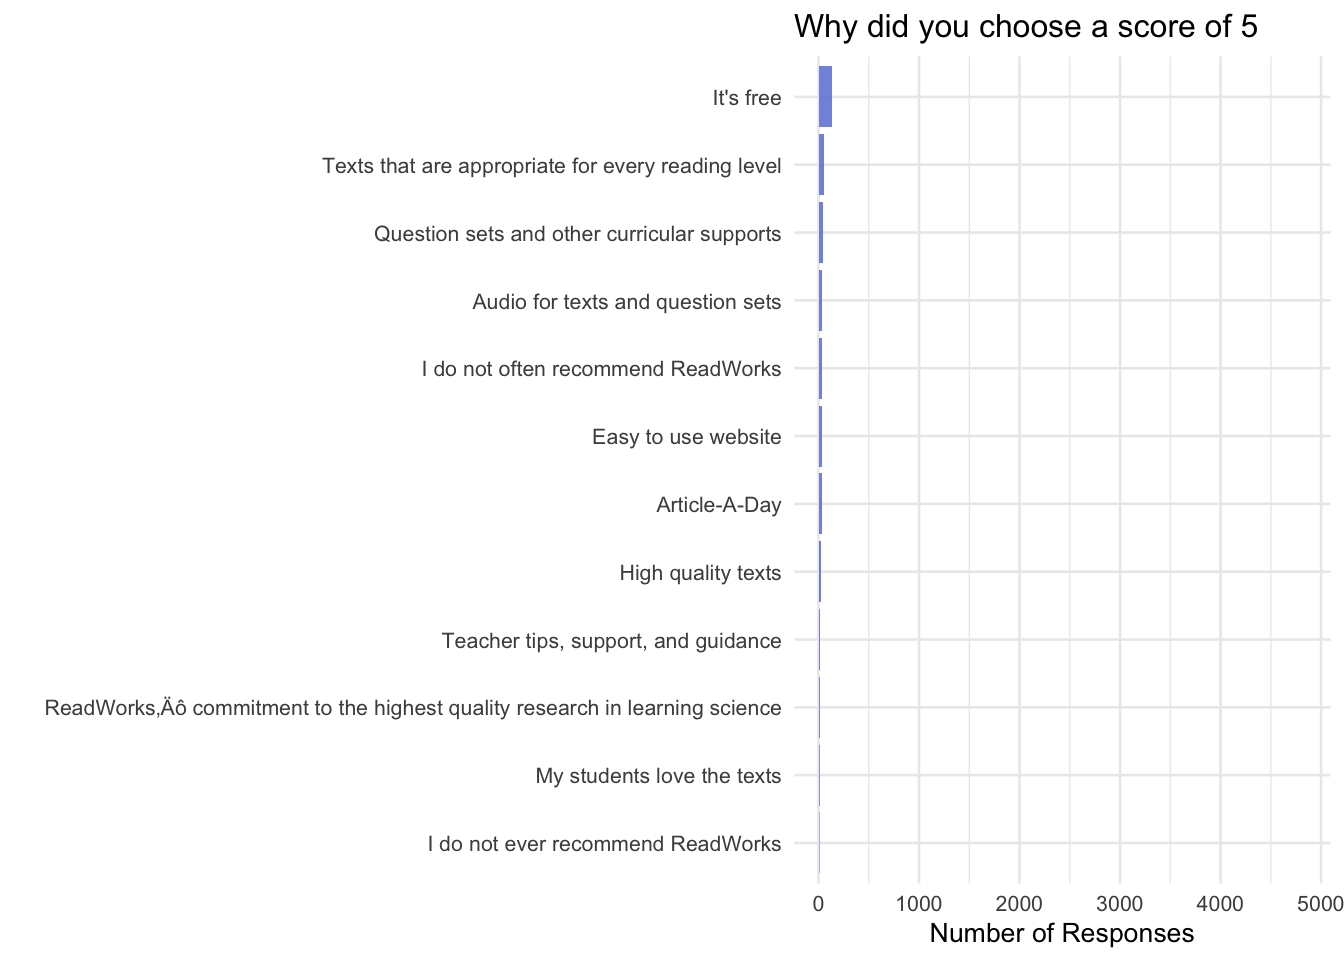 Why did you choose a score of 5
It's free
Texts that are appropriate for every reading level
Question sets and other curricular supports
Audio for texts and question sets
I do not often recommend ReadWorks
Easy to use website
Article-A-Day
High quality texts
Teacher tips, support, and guidance
ReadWorks‚Äô commitment to the highest quality research in learning science
My students love the texts
I do not ever recommend ReadWorks
0 1000 2000 3000 4000 5000
Number of Responses